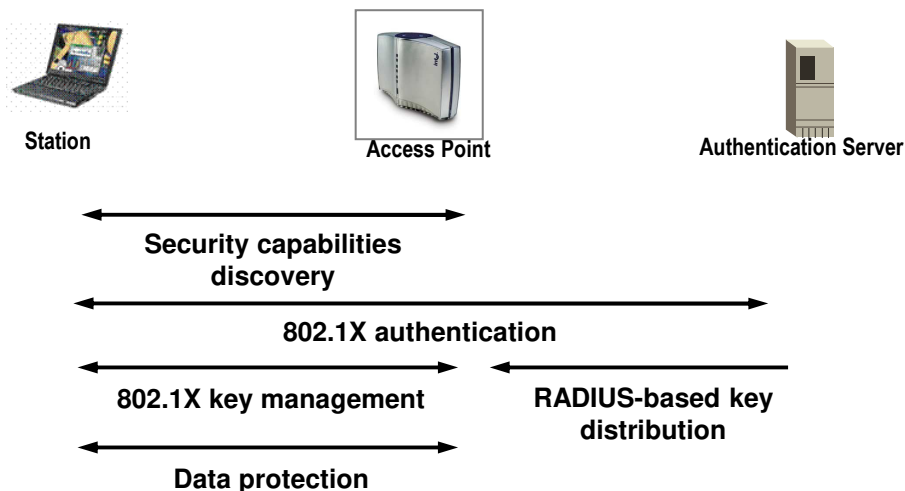 Station
Access Point
Authentication Server
Security capabilities
discovery
802.1X authentication
802.1X key management
RADIUS-based key
distribution
Data protection